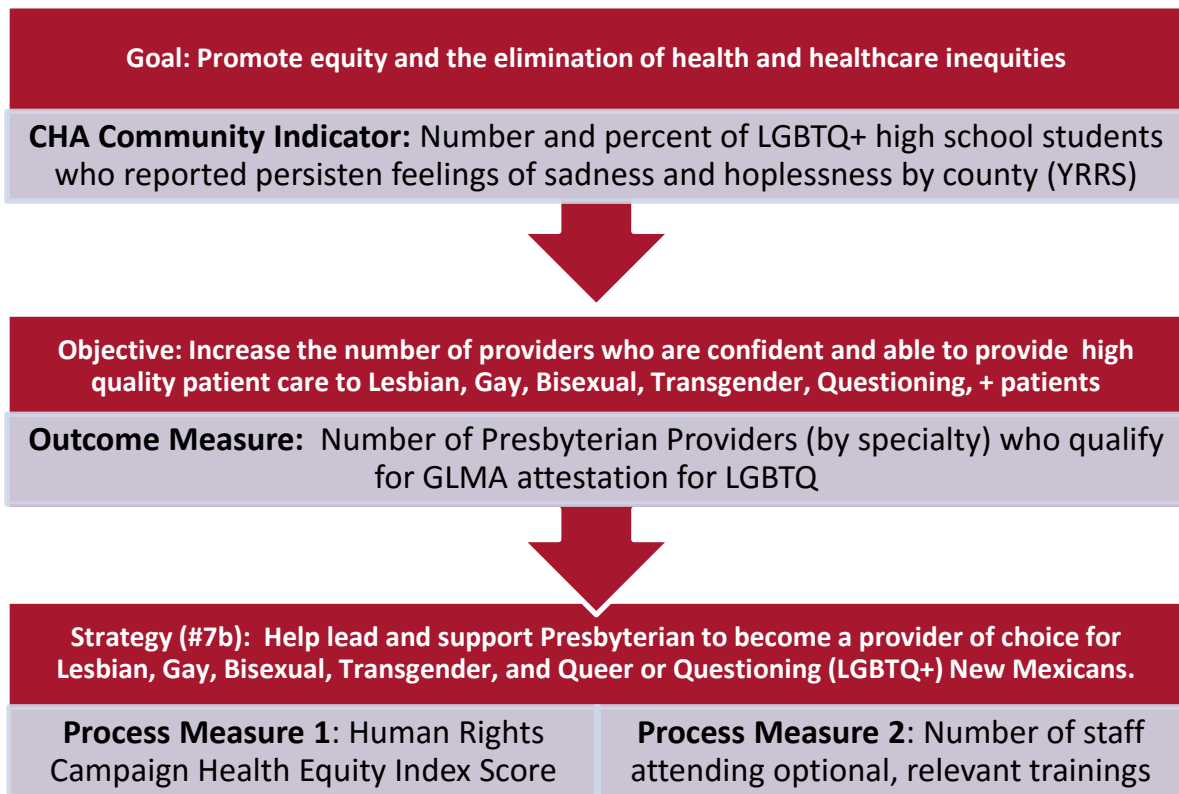 Goal: Promote equity and the elimination of health and healthcare inequities
CHA Community Indicator: Number and percent of LGBTQ+ high school students
who reported persisten feelings of sadness and hoplessness by county (YRRS)
Objective: Increase the number of providers who are confident and able to provide high
quality patient care to Lesbian, Gay, Bisexual, Transgender, Questioning, + patients
Outcome Measure: Number of Presbyterian Providers (by specialty) who qualify
for GLMA attestation for LGBTQ
Strategy (#7b): Help lead and support Presbyterian to become a provider of choice for
Lesbian, Gay, Bisexual, Transgender, and Queer or Questioning (LGBTQ+) New Mexicans.
Process Measure 1: Human Rights
Campaign Health Equity Index Score
Process Measure 2: Number of staff
attending optional, relevant trainings